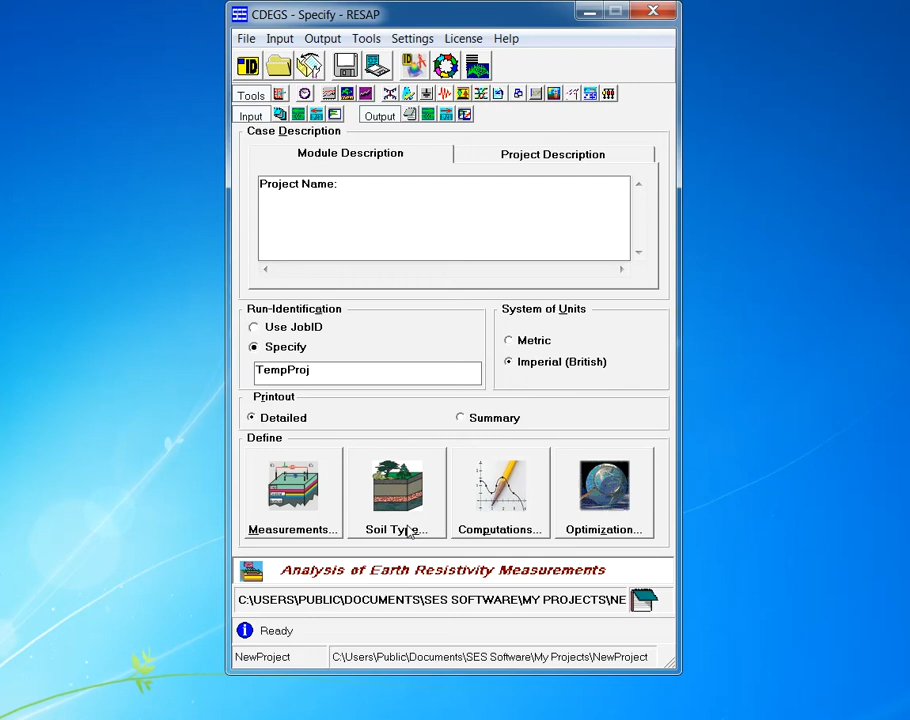 CDEGS - Specify - RESAP
File Input Output Tools Settings License Help
ID ID
Tools
Input Output
Case Description
Module Description Project Description
Project Name:
Run-Identification System of Units
Use JobID
Specify
Metric
TempProj
Imperial (British)
Printout
Detailed Summary
Define
Measurements... Soil Type... Computations... Optimization...
Analysis of Earth Resistivity Measurements
C:\USERS\PUBLIC\DOCUMENTS\SES SOFTWARE\MY PROJECTS\NE
Ready
NewProject C:\Users\Public\Documents\SES Software\My Projects\NewProject